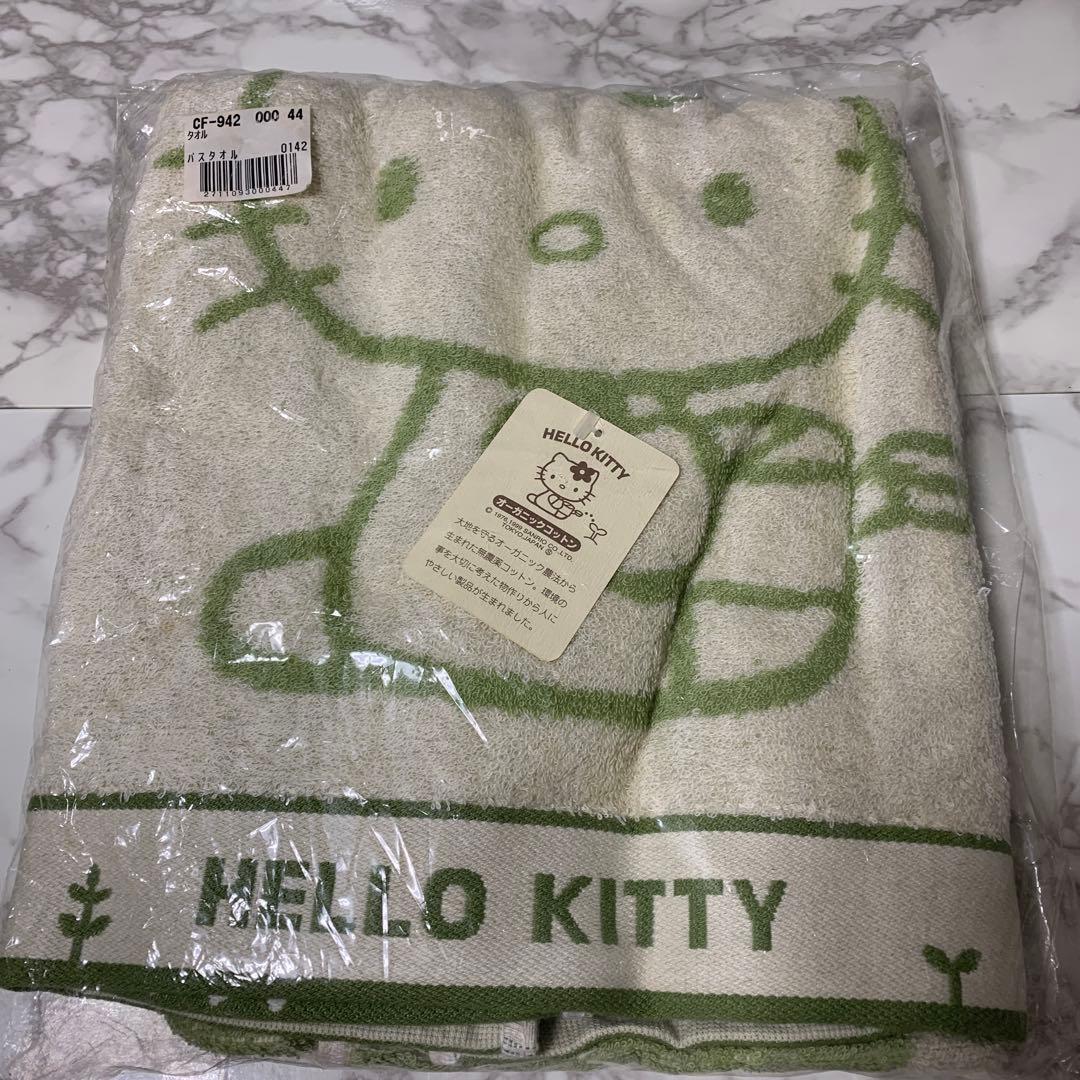 CF-942 000 44
タオル
バスタオル 0142
2711093000447
HELLO KITTY
オーガニックコットン
© 1976,1999 SANRIO CO.,LTD.
TOKYO,JAPAN Ⓢ
大地を守るオーガニック農法から
生まれた無農薬コットン。環境の
事を大切に考えた物作りから人に
やさしい製品が生まれました。
HELLO KITTY